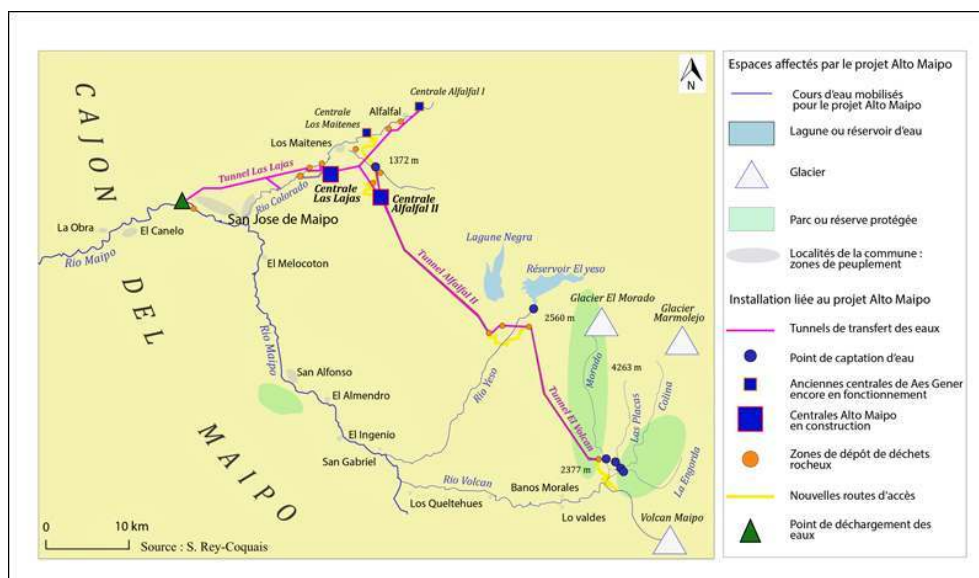 CAJON
DEL
MAIPO
N
Centrale Alfalfal I
Centrale
Los Maitenes
Alfalfal
Los Maitenes
1372 m
Tunnel Las Lajas
Rio Colorado
Centrale
Las Lajas
Centrale
Alfalfal II
San Jose de Maipo
La Obra
El Canelo
Rio Maipo
El Melocoton
Lagune Negra
Réservoir El yeso
Tunnel Alfalfal II
Glacier El Morado
2560 m
Glacier
Marmolejo
Rio Maipo
Rio Yeso
Morado
4263 m
Las Placas
Colina
San Alfonso
El Almendro
Tunnel El Volcan
El Ingenio
San Gabriel
2377 m
La Engorda
Rio Volcan
Banos Morales
Los Queltehues
Lo valdes
Volcan Maipo
0 10 km
Source : S. Rey-Coquais
Espaces affectés par le projet Alto Maipo
Cours d'eau mobilisés
pour le projet Alto Maipo
Lagune ou réservoir d'eau
Glacier
Parc ou réserve protégée
Localités de la commune :
zones de peuplement
Installation liée au projet Alto Maipo
Tunnels de transfert des eaux
Point de captation d'eau
Anciennes centrales de Aes Gener
encore en fonctionnement
Centrales Alto Maipo
en construction
Zones de dépôt de déchets
rocheux
Nouvelles routes d'accès
Point de déchargement des
eaux